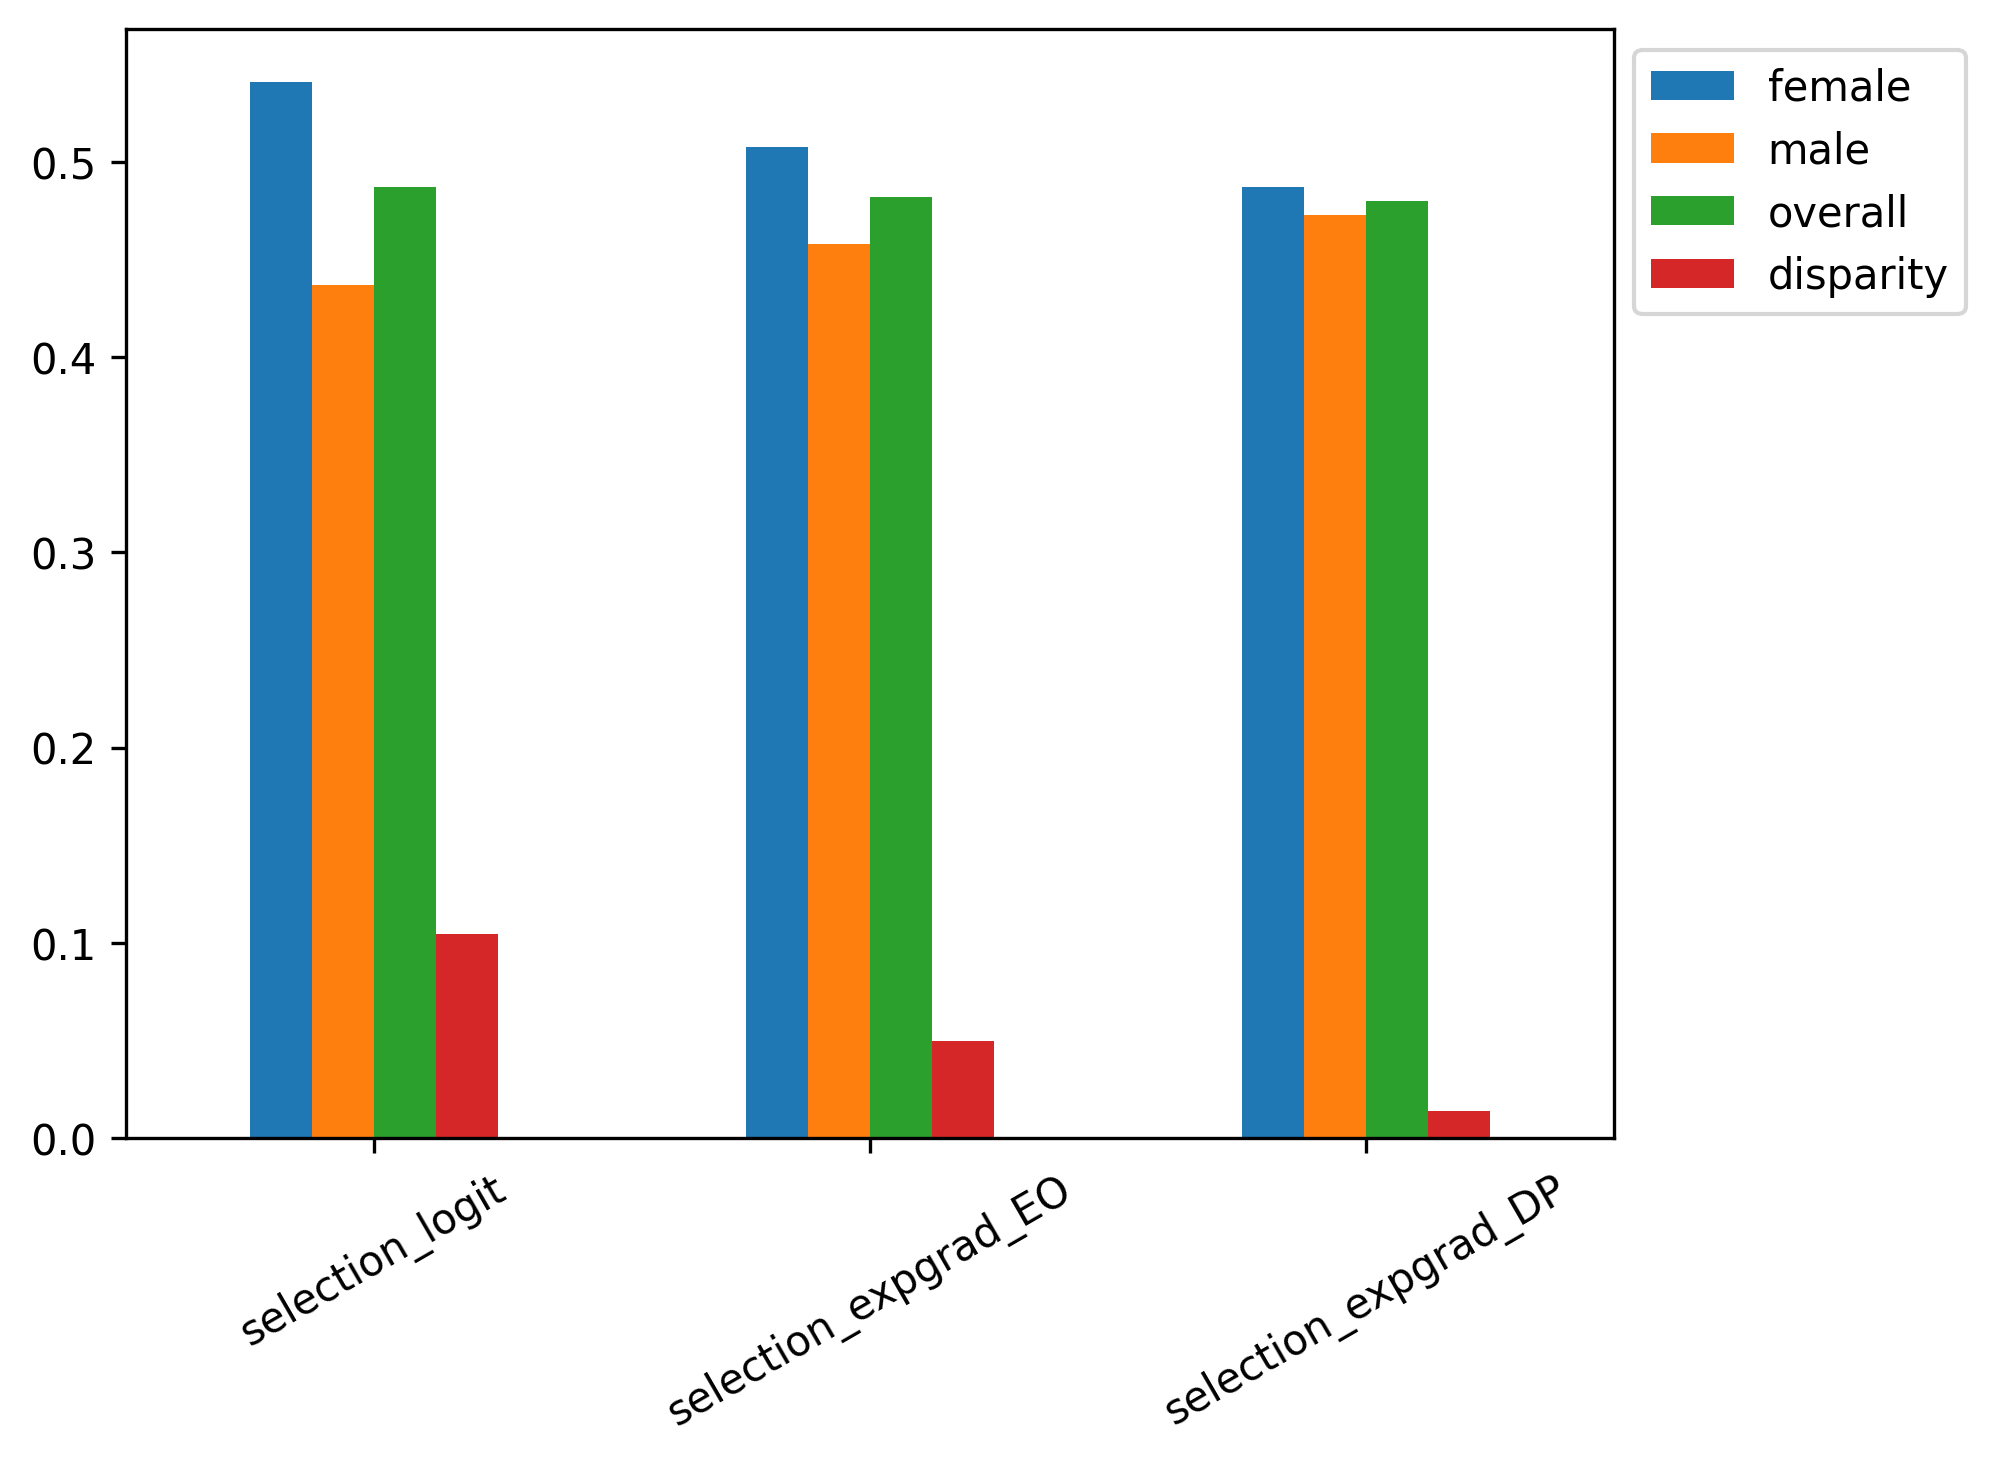 female
male
overall
disparity
0.5
0.4
0.3
0.2
0.1
0.0
selection_logit
selection_expgrad_EO
selection_expgrad_DP